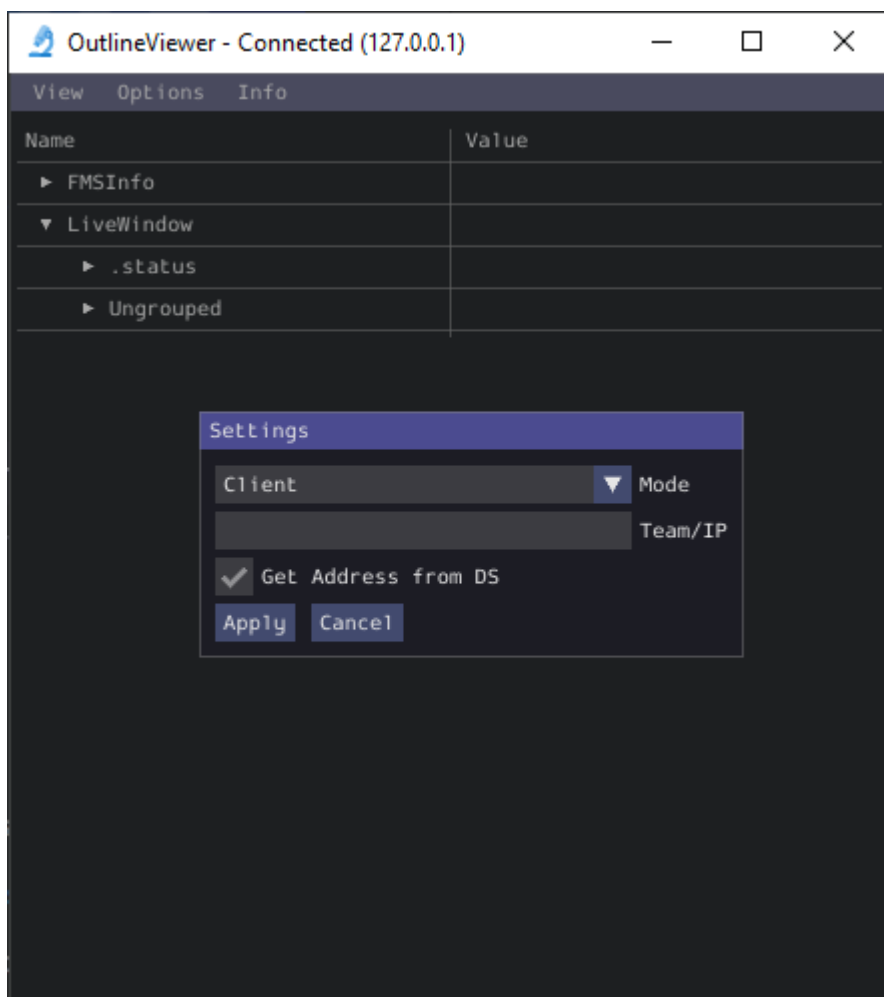 OutlineViewer - Connected (127.0.0.1)
View Options Info
Name Value
FMSInfo
LiveWindow
.status
Ungrouped
Settings
Client Mode
Team/IP
Get Address from DS
Apply Cancel